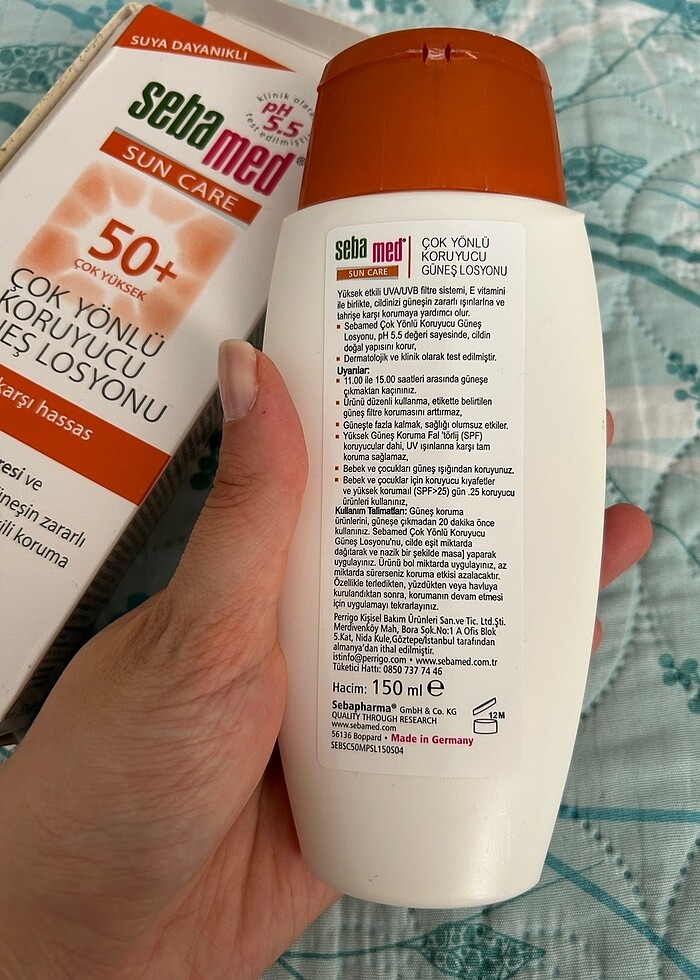 SUYA DAYANIKLI
sebamed®
klinik olarak test edilmiştir
pH 5.5
SUN CARE
50+
ÇOK YÜKSEK
ÇOK YÖNLÜ
KORUYUCU
EŞ LOSYONU
karşı hassas
resi ve
üneşin zararlı
ili koruma
sebamed®
SUN CARE
ÇOK YÖNLÜ
KORUYUCU
GÜNEŞ LOSYONU
Yüksek etkili UVA/UVB filtre sistemi, E vitamini
ile birlikte, cildinizi güneşin zararlı ışınlarlna ve
tahrişe karşı korumaya yardımcı olur.
▪ Sebamed Çok Yönlü Koruyucu Güneş
Losyonu, pH 5.5 değeri sayesinde, cildin
doğal yapısını korur,
▪ Dermatolojik ve klinik olarak test edilmiştir.
Uyarılar:
▪ 11.00 ile 15.00 saatleri arasında güneşe
çıkmaktan kaçınınız.
▪ Ürünü düzenli kullanma, etikette belirtilen
güneş filtre korumasını arttırmaz,
▪ Güneşte fazla kalmak, sağlığı olumsuz etkiler.
▪ Yüksek Güneş Koruma Fal 'törlij (SPF)
koruyucular dahi, UV ışınlanna karşı tam
koruma sağlamaz,
▪ Bebek ve çocukları güneş ışığından koruyunuz.
▪ Bebek ve çocuklar için koruyucu kıyafetler
ve yüksek korumaıl (SPF>25) gün .25 koruyucu
ürünleri kullanınız,
Kullanım Talimatları: Güneş koruma
ürünlerini, güneşe çıkmadan 20 dakika önce
kullanınız. Sebamed Çok Yönlü Koruyucu
Güneş Losyonu'nu, cilde eşit miktarda
dağıtarak ve nazik bir şekilde masa] yaparak
uygulayınız. Ürünü bol miktarda uygulayınız, az
miktarda sürerseniz koruma etkisi azalacaktır.
Özellikle terledikten, yüzdükten veya havluya
kurulandıktan sonra, korumanın devam etmesi
için uygulamayı tekrarlayınız.
Perrigo Kişisel Bakım Ürünleri San.ve Tic. Ltd.Şti.
Merdivenköy Mah, Bora Sok.No:1 A Ofis Blok
5.Kat, Nida Kule,Göztepe/İstanbul tarafından
almanya'dan ithal edilmiştir.
istinfo@perrigo.com • www.sebamed.com.tr
Tüketici Hattı: 0850 737 74 46
Hacim: 150 ml ℮
Sebapharma® GmbH & Co. KG
QUALITY THROUGH RESEARCH
www.sebamed.com
56136 Boppard • Made in Germany
SEBSC50MPSL150S04
12M